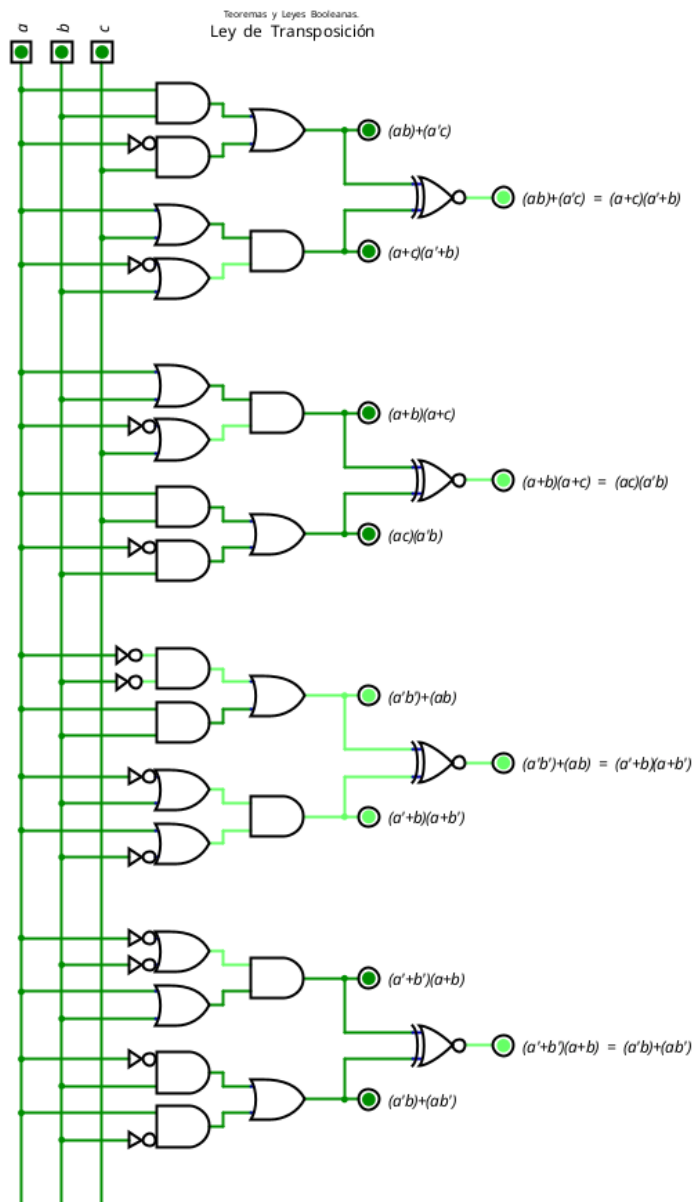 Teoremas y Leyes Booleanas.
Ley de Transposición
a b c
(ab)+(a'c)
(ab)+(a'c) = (a+c)(a'+b)
(a+c)(a'+b)
(a+b)(a+c)
(a+b)(a+c) = (ac)(a'b)
(ac)(a'b)
(a'b')+(ab)
(a'b')+(ab) = (a'+b)(a+b')
(a'+b)(a+b')
(a'+b')(a+b)
(a'+b')(a+b) = (a'b)+(ab')
(a'b)+(ab')